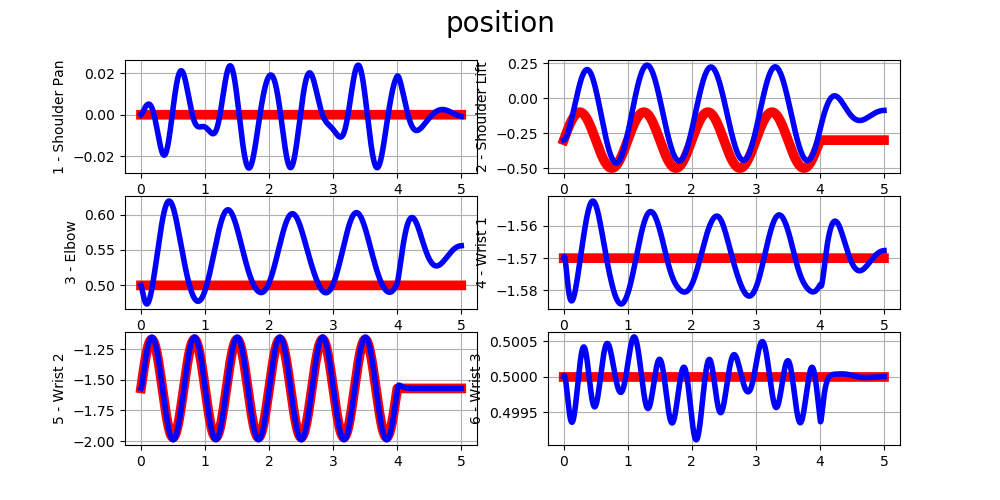 position
1 - Shoulder Pan
0.02
0.00
−0.02
0 1 2 3 4 5
2 - Shoulder Lift
0.25
0.00
−0.25
−0.50
0 1 2 3 4 5
3 - Elbow
0.60
0.55
0.50
0 1 2 3 4 5
4 - Wrist 1
−1.56
−1.57
−1.58
0 1 2 3 4 5
5 - Wrist 2
−1.25
−1.50
−1.75
−2.00
0 1 2 3 4 5
6 - Wrist 3
0.5005
0.5000
0.4995
0 1 2 3 4 5